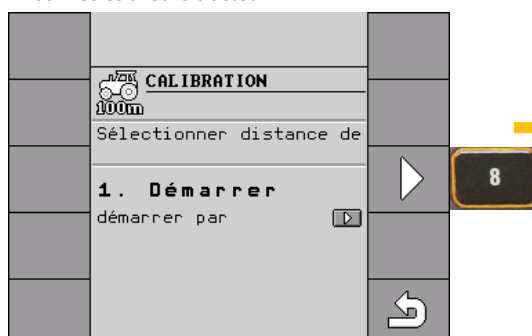 CALIBRATION
100m
Sélectionner distance de
1. Démarrer
démarrer par
8